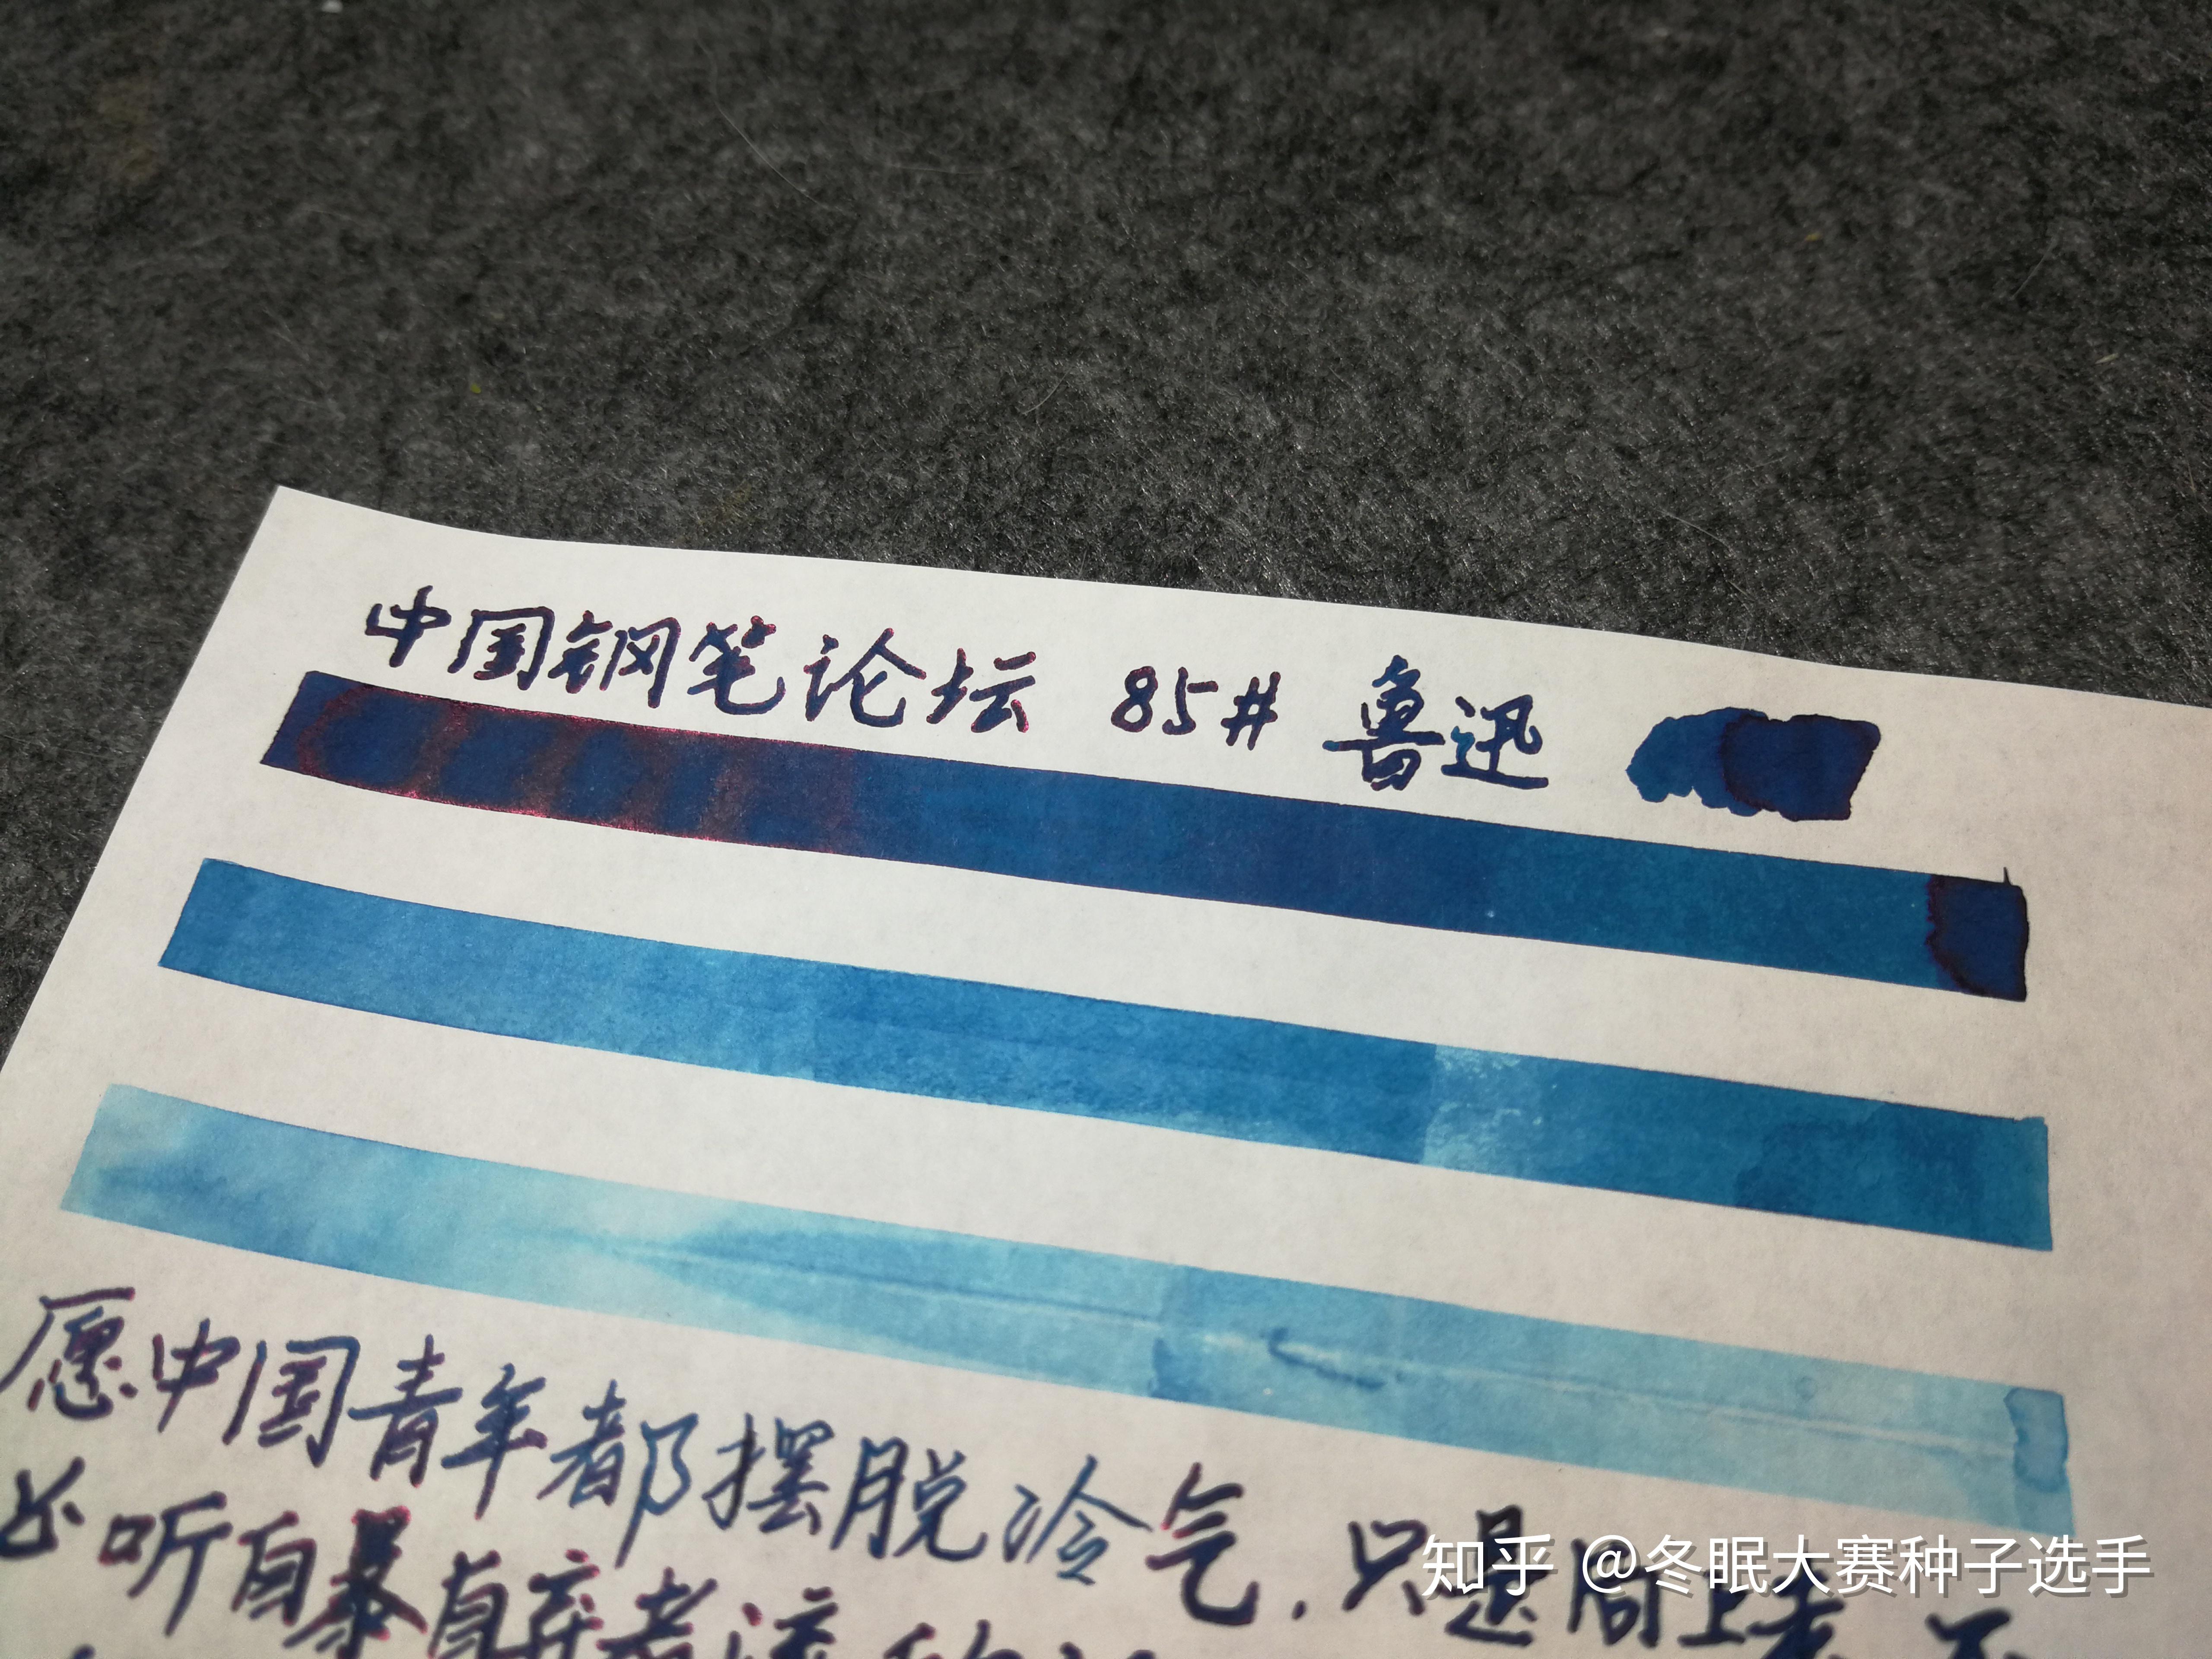 中国钢笔论坛 85# 鲁迅
愿中国青年都摆脱冷气，只是向上走，不
必听自暴自弃者流的话
知乎 @冬眠大赛种子选手